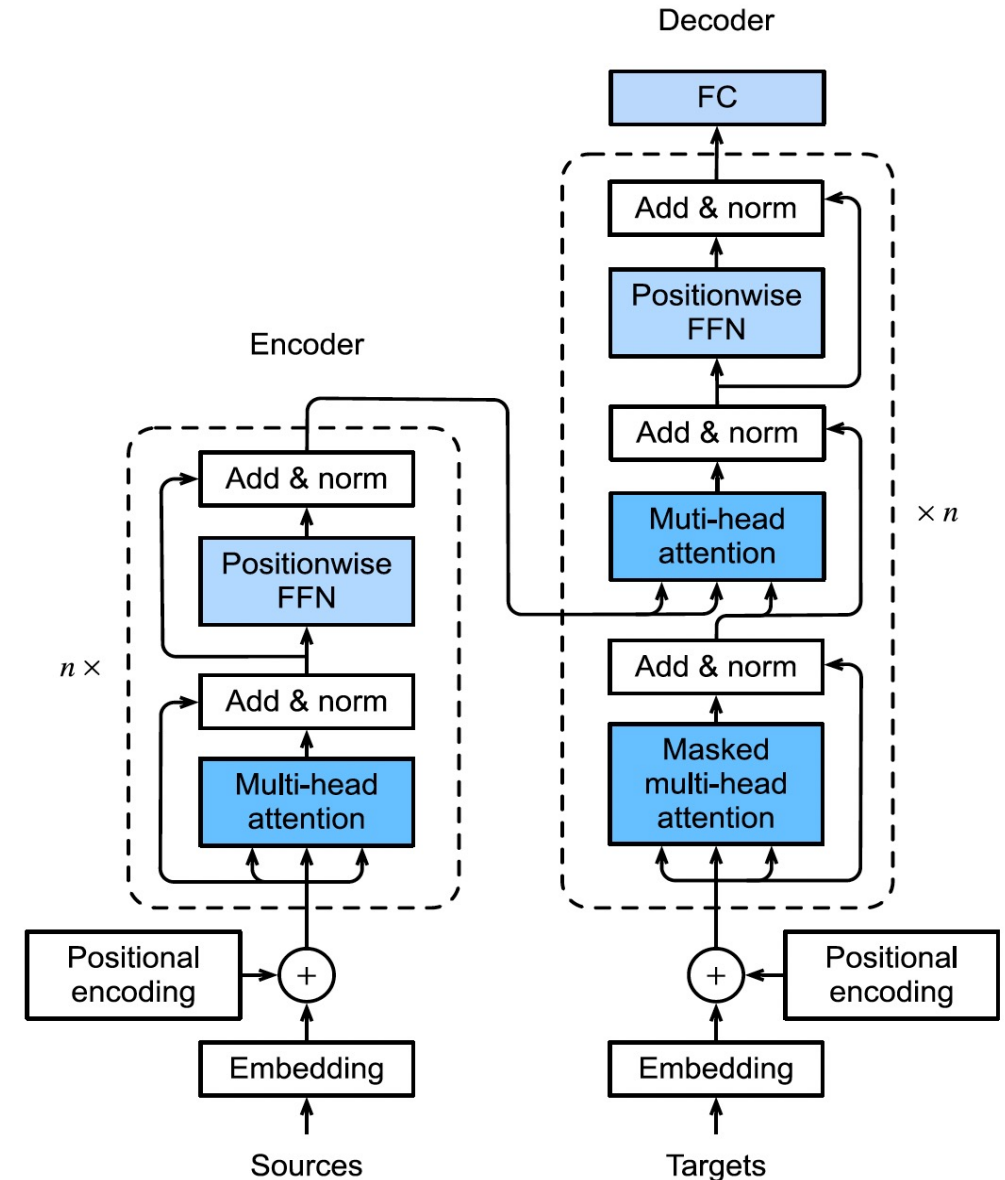 Decoder
FC
Add & norm
Positionwise
FFN
Add & norm
Muti-head
attention
Add & norm
Masked
multi-head
attention
× n
Positional
encoding
+
Embedding
Targets
Encoder
Add & norm
Positionwise
FFN
Add & norm
Multi-head
attention
n ×
Positional
encoding
+
Embedding
Sources